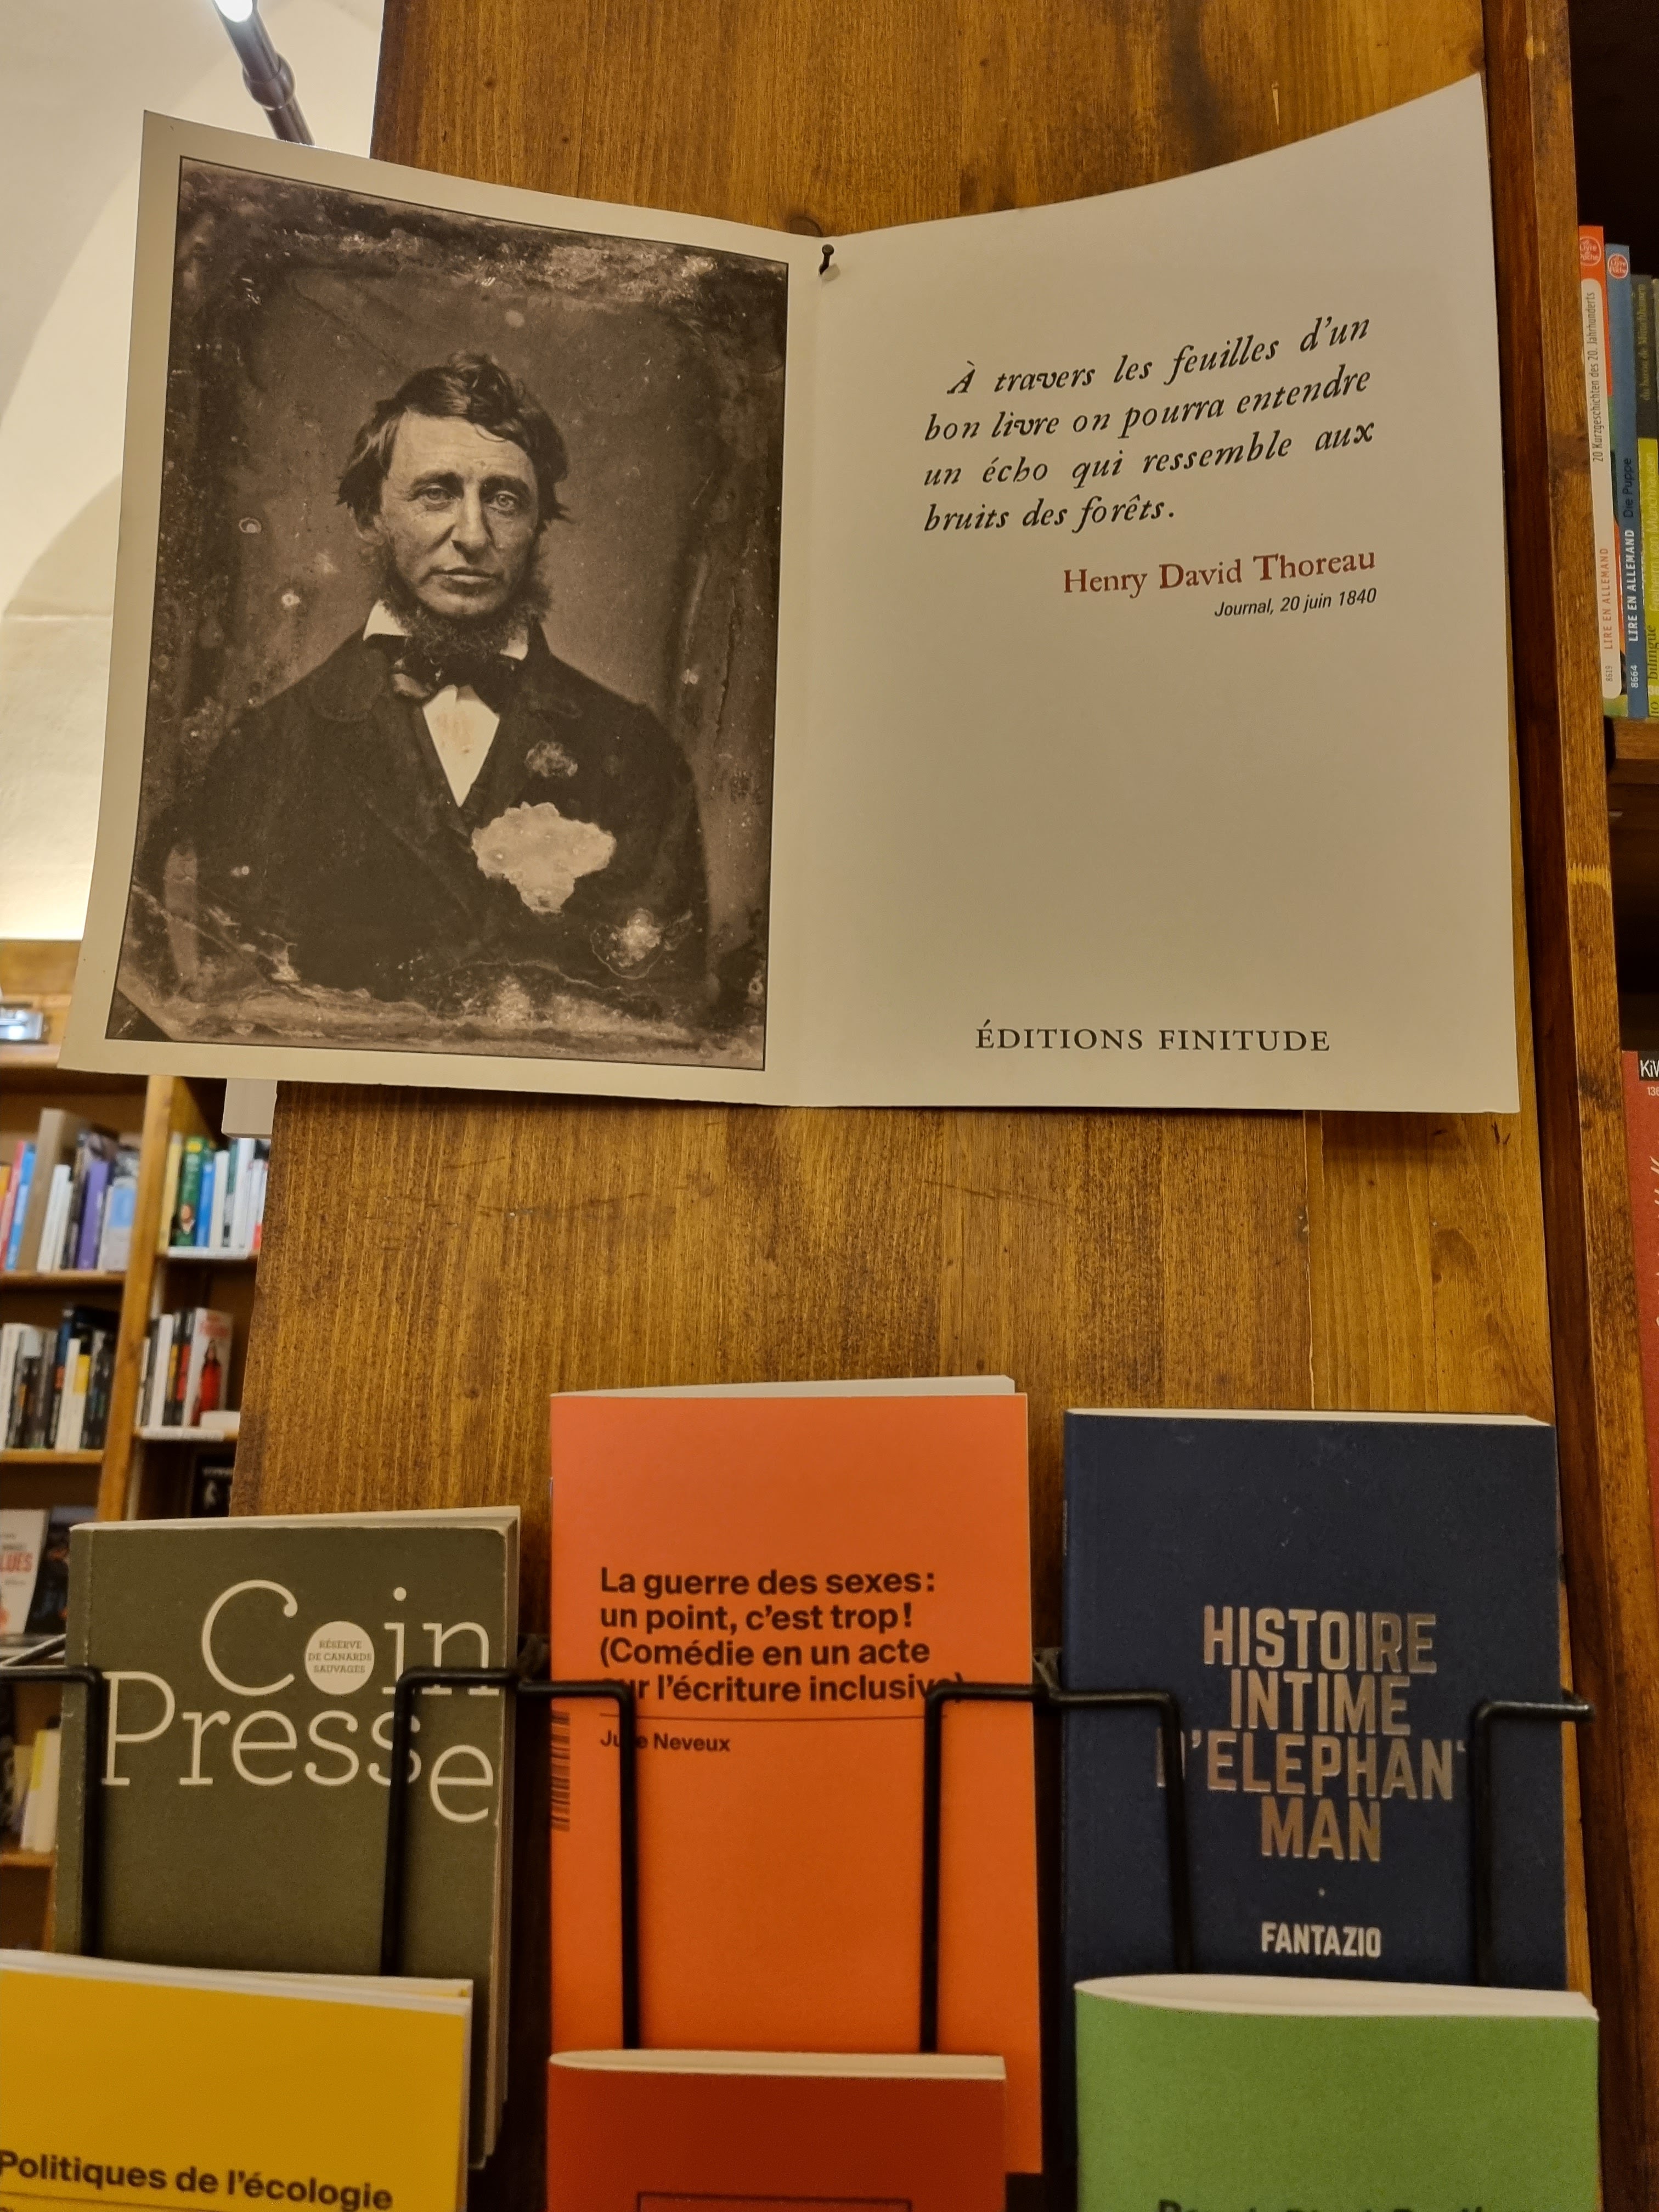 À travers les feuilles d'un
bon livre on pourra entendre
un écho qui ressemble aux
bruits des forêts.
Henry David Thoreau
Journal, 20 juin 1840
ÉDITIONS FINITUDE
20 Kurzgeschichten des 20. Jahrhunderts
8619 LIRE EN ALLEMAND
Die Puppe
8664 LIRE EN ALLEMAND
bilingue
Coin
RÉSERVE
DE CANARDS
SAUVAGES
Presse
La guerre des sexes :
un point, c'est trop !
(Comédie en un acte
l'écriture inclusive)
Neveux
HISTOIRE
INTIME
D'ELEPHANT
MAN
FANTAZIO
Politiques de l'écologie